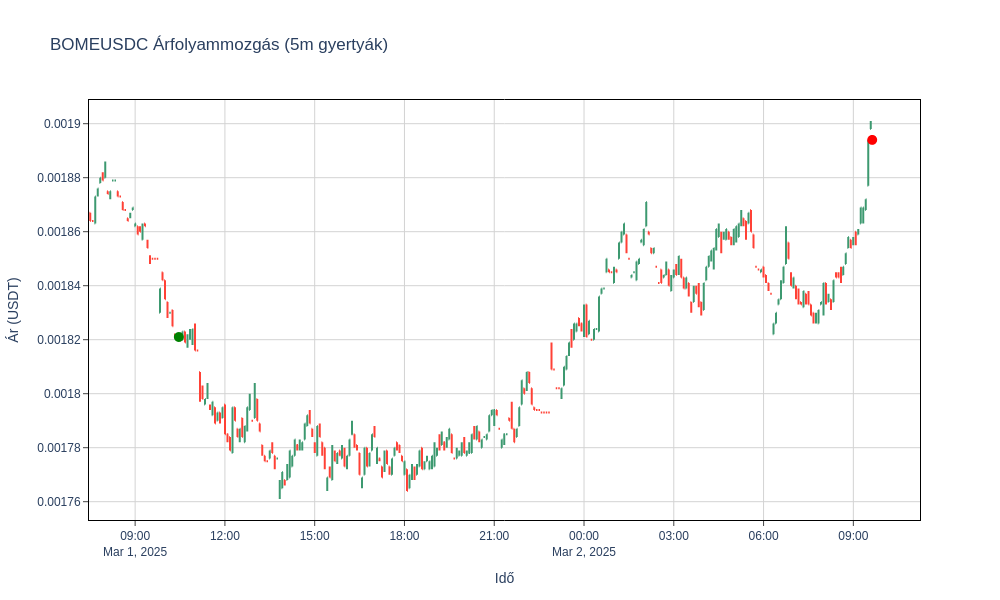 BOMEUSDC Árfolyammozgás (5m gyertyák)
0.0019
0.00188
0.00186
0.00184
0.00182
0.0018
0.00178
0.00176
Ár (USDT)
09:00 12:00 15:00 18:00 21:00 00:00 03:00 06:00 09:00
Mar 1, 2025 Mar 2, 2025
Idő